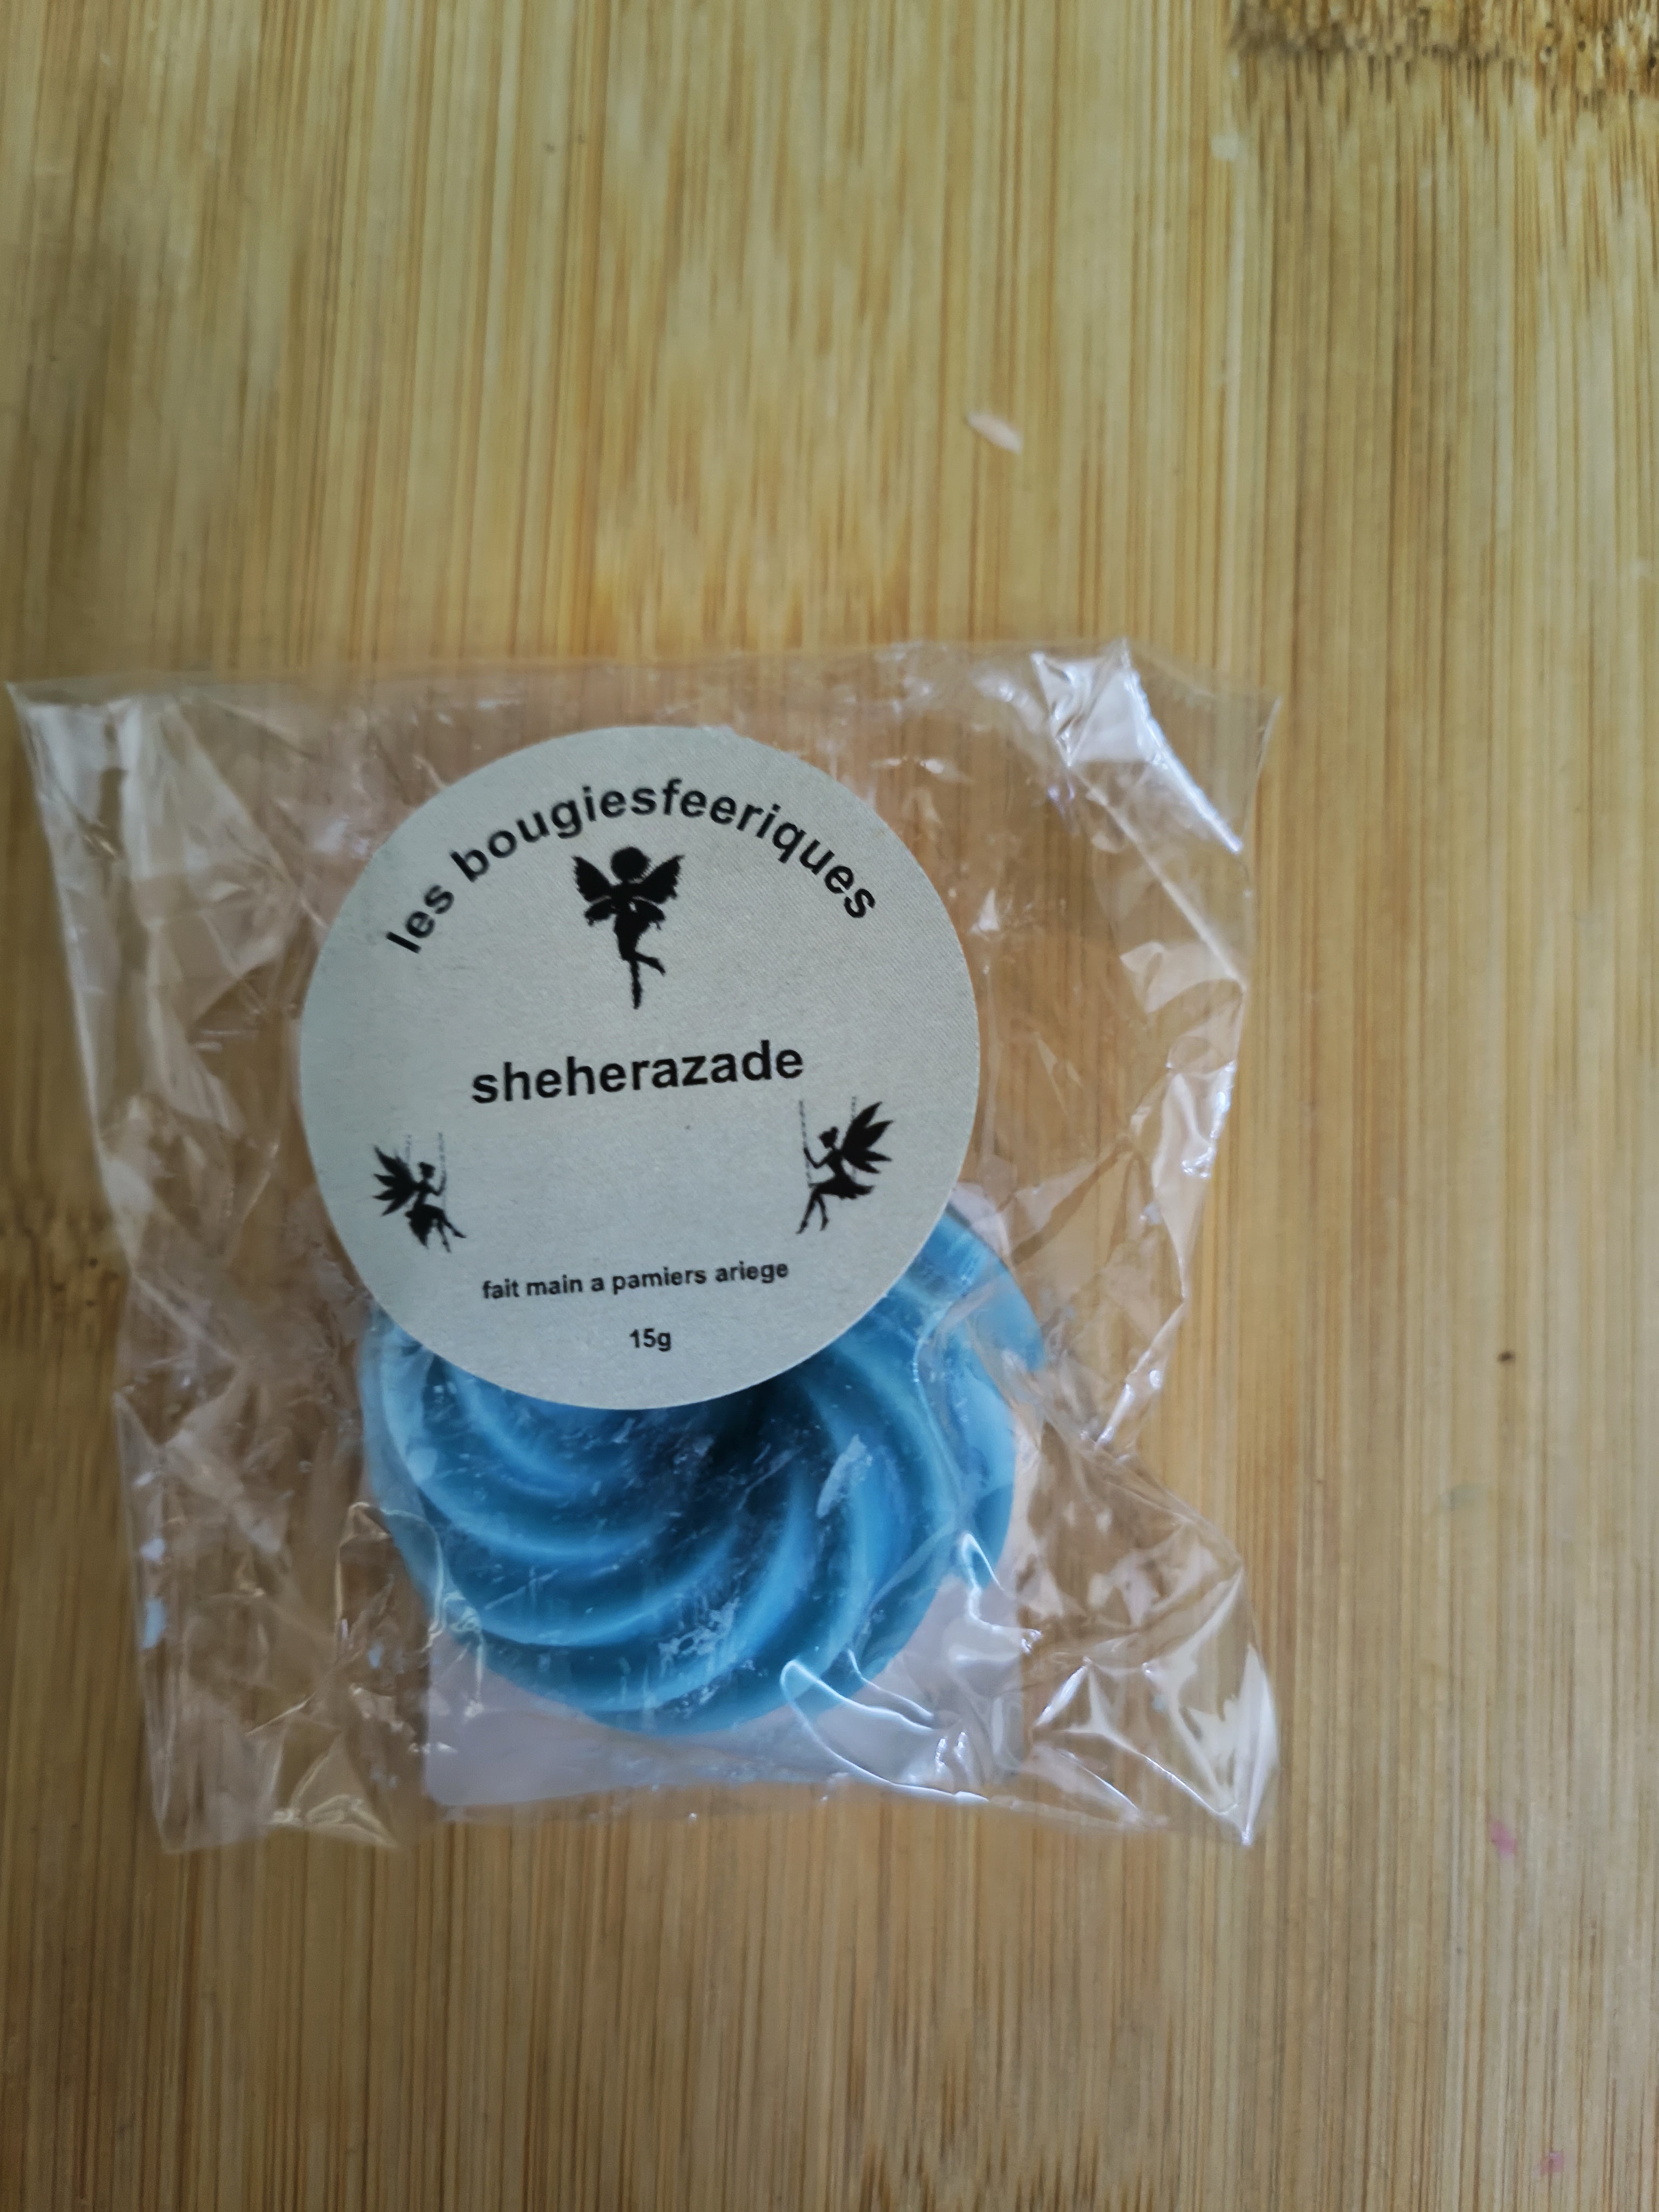 les bougiesfeeriques
sheherazade
fait main a pamiers ariege
15g